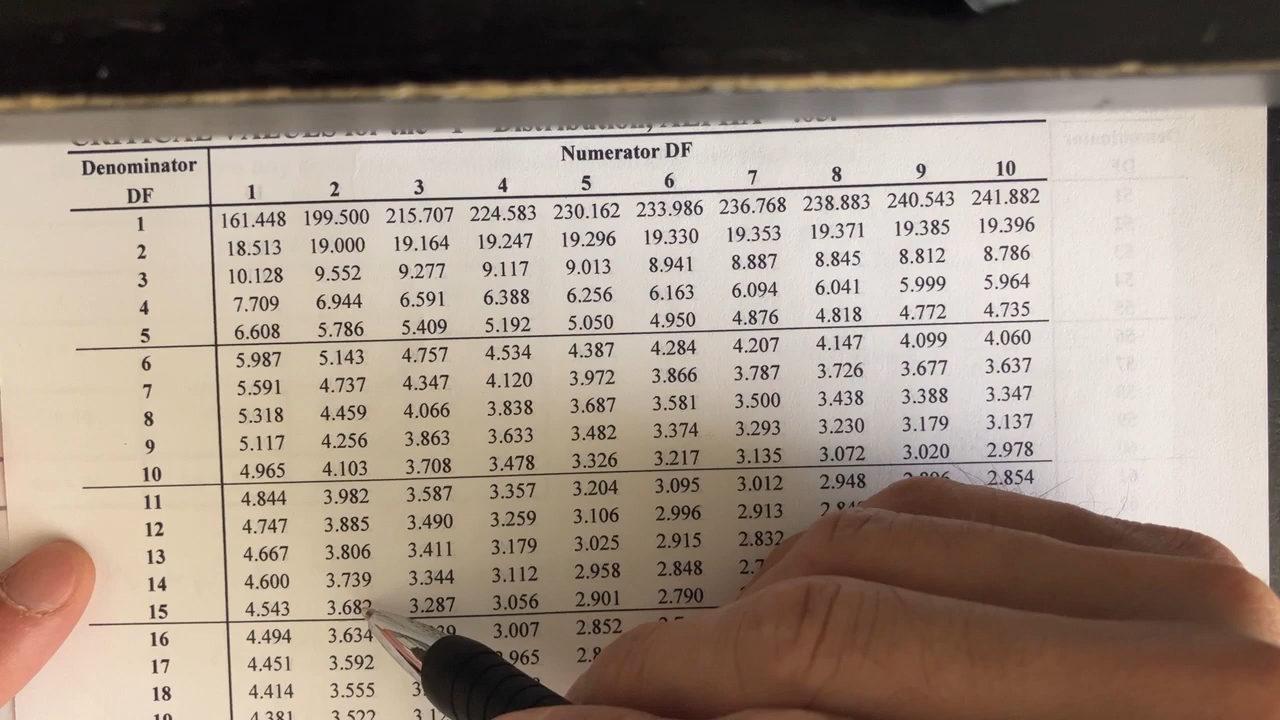 CRITICAL VALUES for the "F" Distribution, ALPHA = .05.
Denominator Numerator DF
DF 1 2 3 4 5 6 7 8 9 10
1 161.448 199.500 215.707 224.583 230.162 233.986 236.768 238.883 240.543 241.882
2 18.513 19.000 19.164 19.247 19.296 19.330 19.353 19.371 19.385 19.396
3 10.128 9.552 9.277 9.117 9.013 8.941 8.887 8.845 8.812 8.786
4 7.709 6.944 6.591 6.388 6.256 6.163 6.094 6.041 5.999 5.964
5 6.608 5.786 5.409 5.192 5.050 4.950 4.876 4.818 4.772 4.735
6 5.987 5.143 4.757 4.534 4.387 4.284 4.207 4.147 4.099 4.060
7 5.591 4.737 4.347 4.120 3.972 3.866 3.787 3.726 3.677 3.637
8 5.318 4.459 4.066 3.838 3.687 3.581 3.500 3.438 3.388 3.347
9 5.117 4.256 3.863 3.633 3.482 3.374 3.293 3.230 3.179 3.137
10 4.965 4.103 3.708 3.478 3.326 3.217 3.135 3.072 3.020 2.978
11 4.844 3.982 3.587 3.357 3.204 3.095 3.012 2.948 2.854
12 4.747 3.885 3.490 3.259 3.106 2.996 2.913
13 4.667 3.806 3.411 3.179 3.025 2.915 2.832
14 4.600 3.739 3.344 3.112 2.958 2.848
15 4.543 3.682 3.287 3.056 2.901 2.790
16 4.494 3.634 3.007 2.852
17 4.451 3.592
18 4.414 3.555
19 4.381 3.522